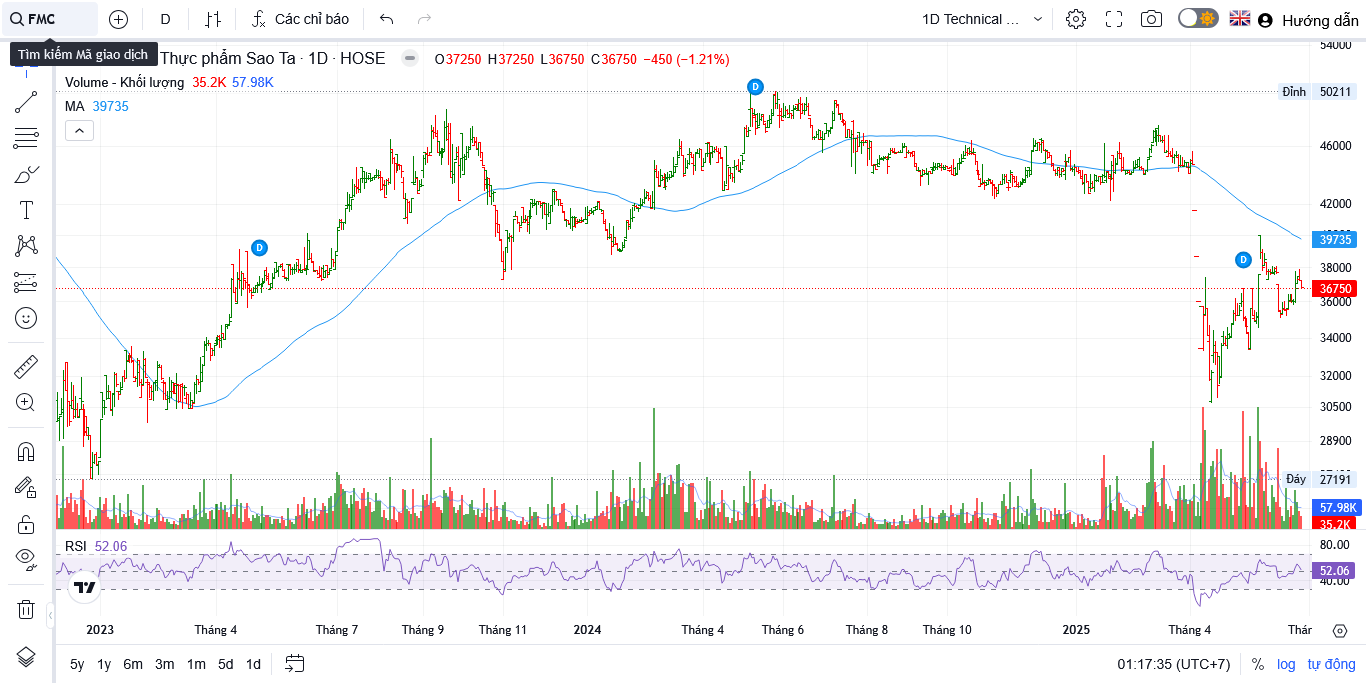 FMC D Các chỉ báo 1D Technical ... Hướng dẫn
Tìm kiếm Mã giao dịch
Thực phẩm Sao Ta · 1D · HOSE O37250 H37250 L36750 C36750 −450 (−1.21%)
Volume - Khối lượng 35.2K 57.98K
MA 39735
54000
D
Đỉnh 50211
46000
42000
D
39735
D
38000
36750
36000
34000
32000
30500
28900
Đáy 27191
57.98K
35.2K
RSI 52.06
80.00
52.06
40.00
2023 Tháng 4 Tháng 7 Tháng 9 Tháng 11 2024 Tháng 4 Tháng 6 Tháng 8 Tháng 10 2025 Tháng 4 Thár
5y 1y 6m 3m 1m 5d 1d 01:17:35 (UTC+7) % log tự động